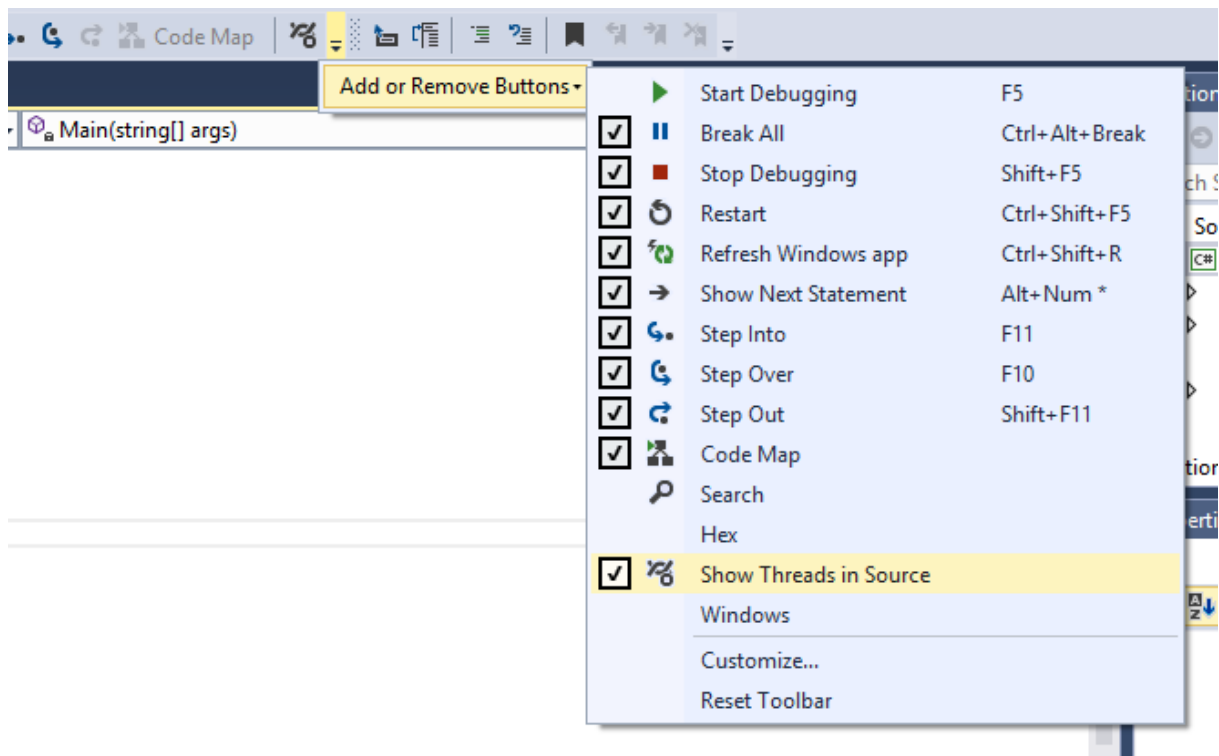 Code Map
Add or Remove Buttons
Main(string[] args)
Start Debugging F5
Break All Ctrl+Alt+Break
Stop Debugging Shift+F5
Restart Ctrl+Shift+F5
Refresh Windows app Ctrl+Shift+R
Show Next Statement Alt+Num *
Step Into F11
Step Over F10
Step Out Shift+F11
Code Map
Search
Hex
Show Threads in Source
Windows
Customize...
Reset Toolbar
C#
A
Z